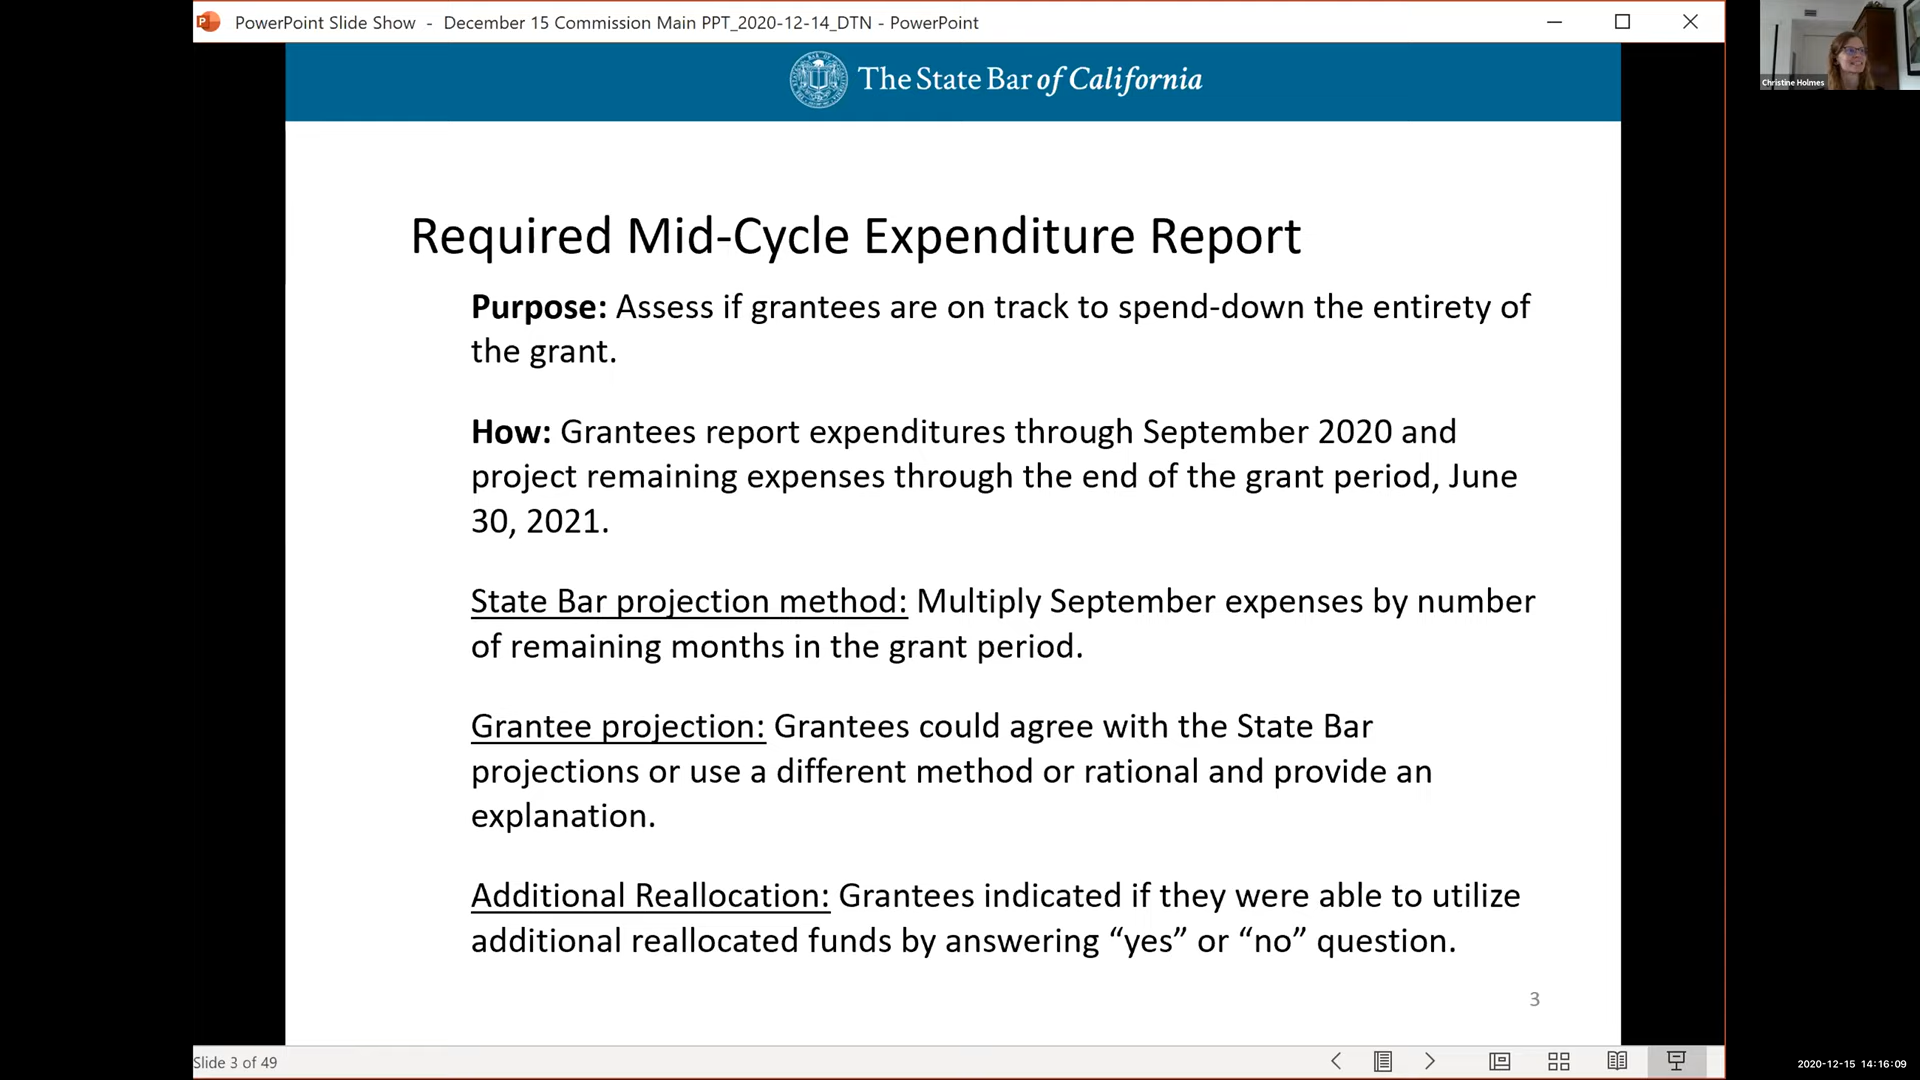 PowerPoint Slide Show - December 15 Commission Main PPT_2020-12-14_DTN - PowerPoint
Christine Holmes
The State Bar of California
Required Mid-Cycle Expenditure Report
Purpose: Assess if grantees are on track to spend-down the entirety of
the grant.
How: Grantees report expenditures through September 2020 and
project remaining expenses through the end of the grant period, June
30, 2021.
State Bar projection method: Multiply September expenses by number
of remaining months in the grant period.
Grantee projection: Grantees could agree with the State Bar
projections or use a different method or rational and provide an
explanation.
Additional Reallocation: Grantees indicated if they were able to utilize
additional reallocated funds by answering “yes” or “no” question.
3
Slide 3 of 49
2020-12-15 14:16:09